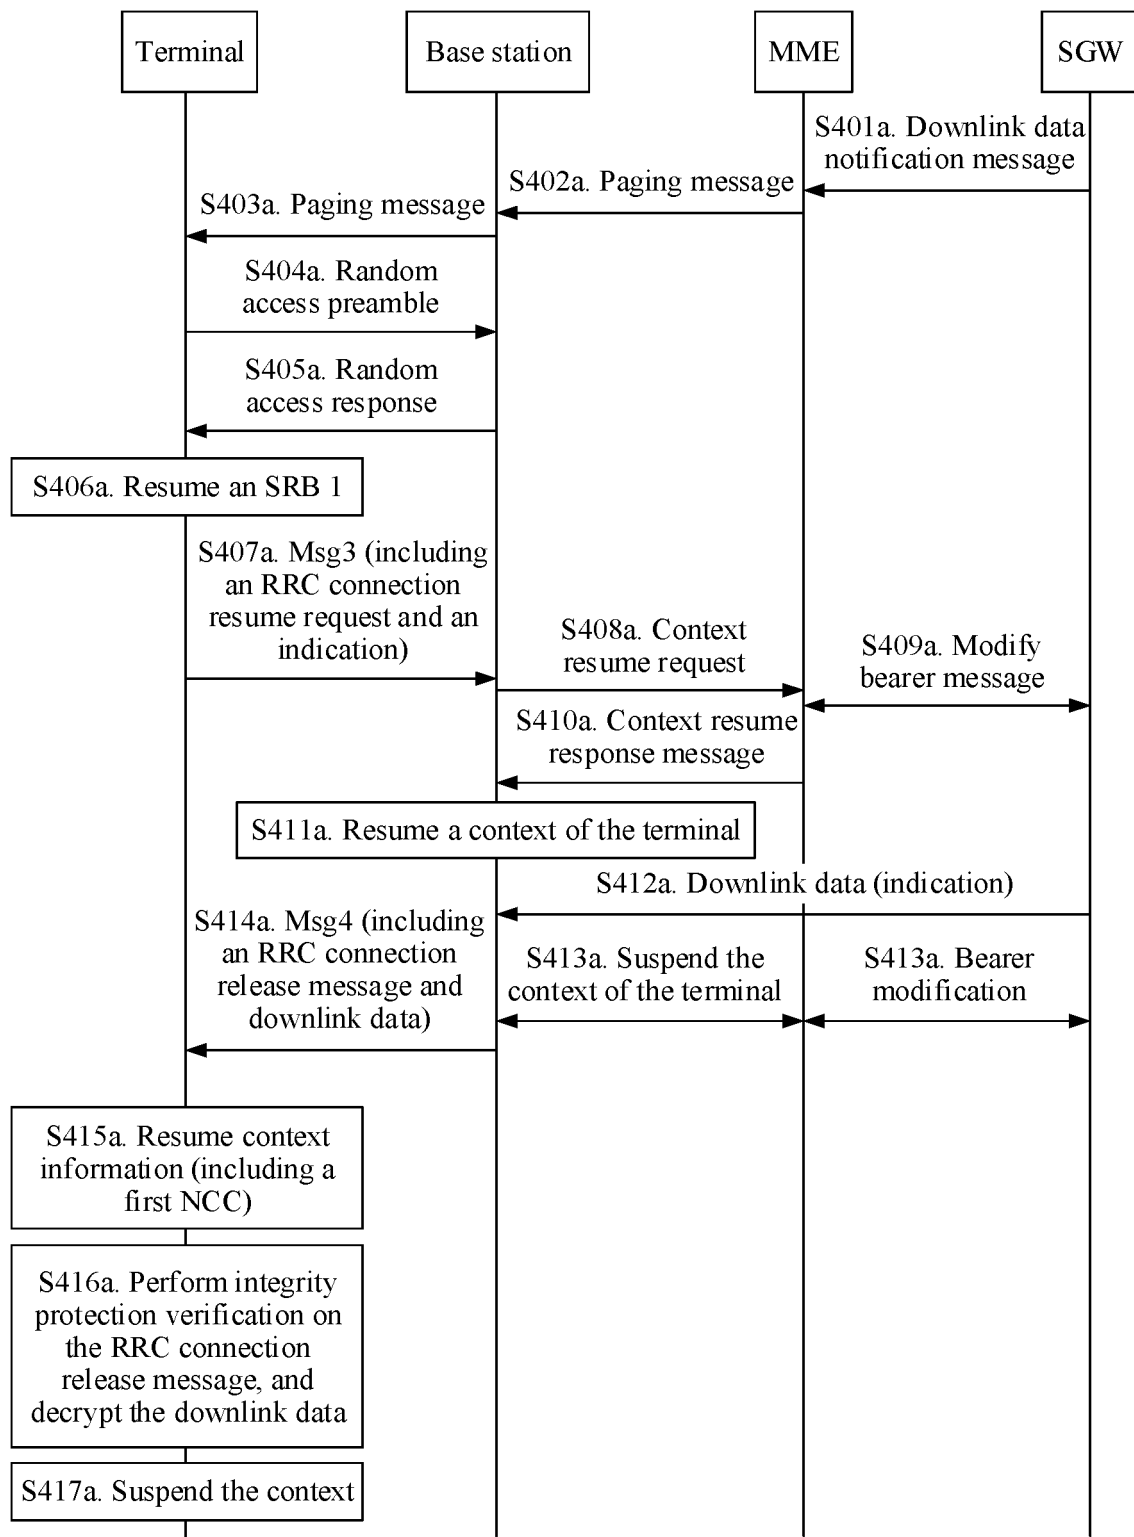 Terminal
Base station
MME
SGW
S401a. Downlink data
notification message
S402a. Paging message
S403a. Paging message
S404a. Random
access preamble
S405a. Random
access response
S406a. Resume an SRB 1
S407a. Msg3 (including
an RRC connection
resume request and an
indication)
S408a. Context
resume request
S409a. Modify
bearer message
S410a. Context resume
response message
S411a. Resume a context of the terminal
S412a. Downlink data (indication)
S414a. Msg4 (including
an RRC connection
release message and
downlink data)
S413a. Suspend the
context of the terminal
S413a. Bearer
modification
S415a. Resume context
information (including a
first NCC)
S416a. Perform integrity
protection verification on
the RRC connection
release message, and
decrypt the downlink data
S417a. Suspend the context